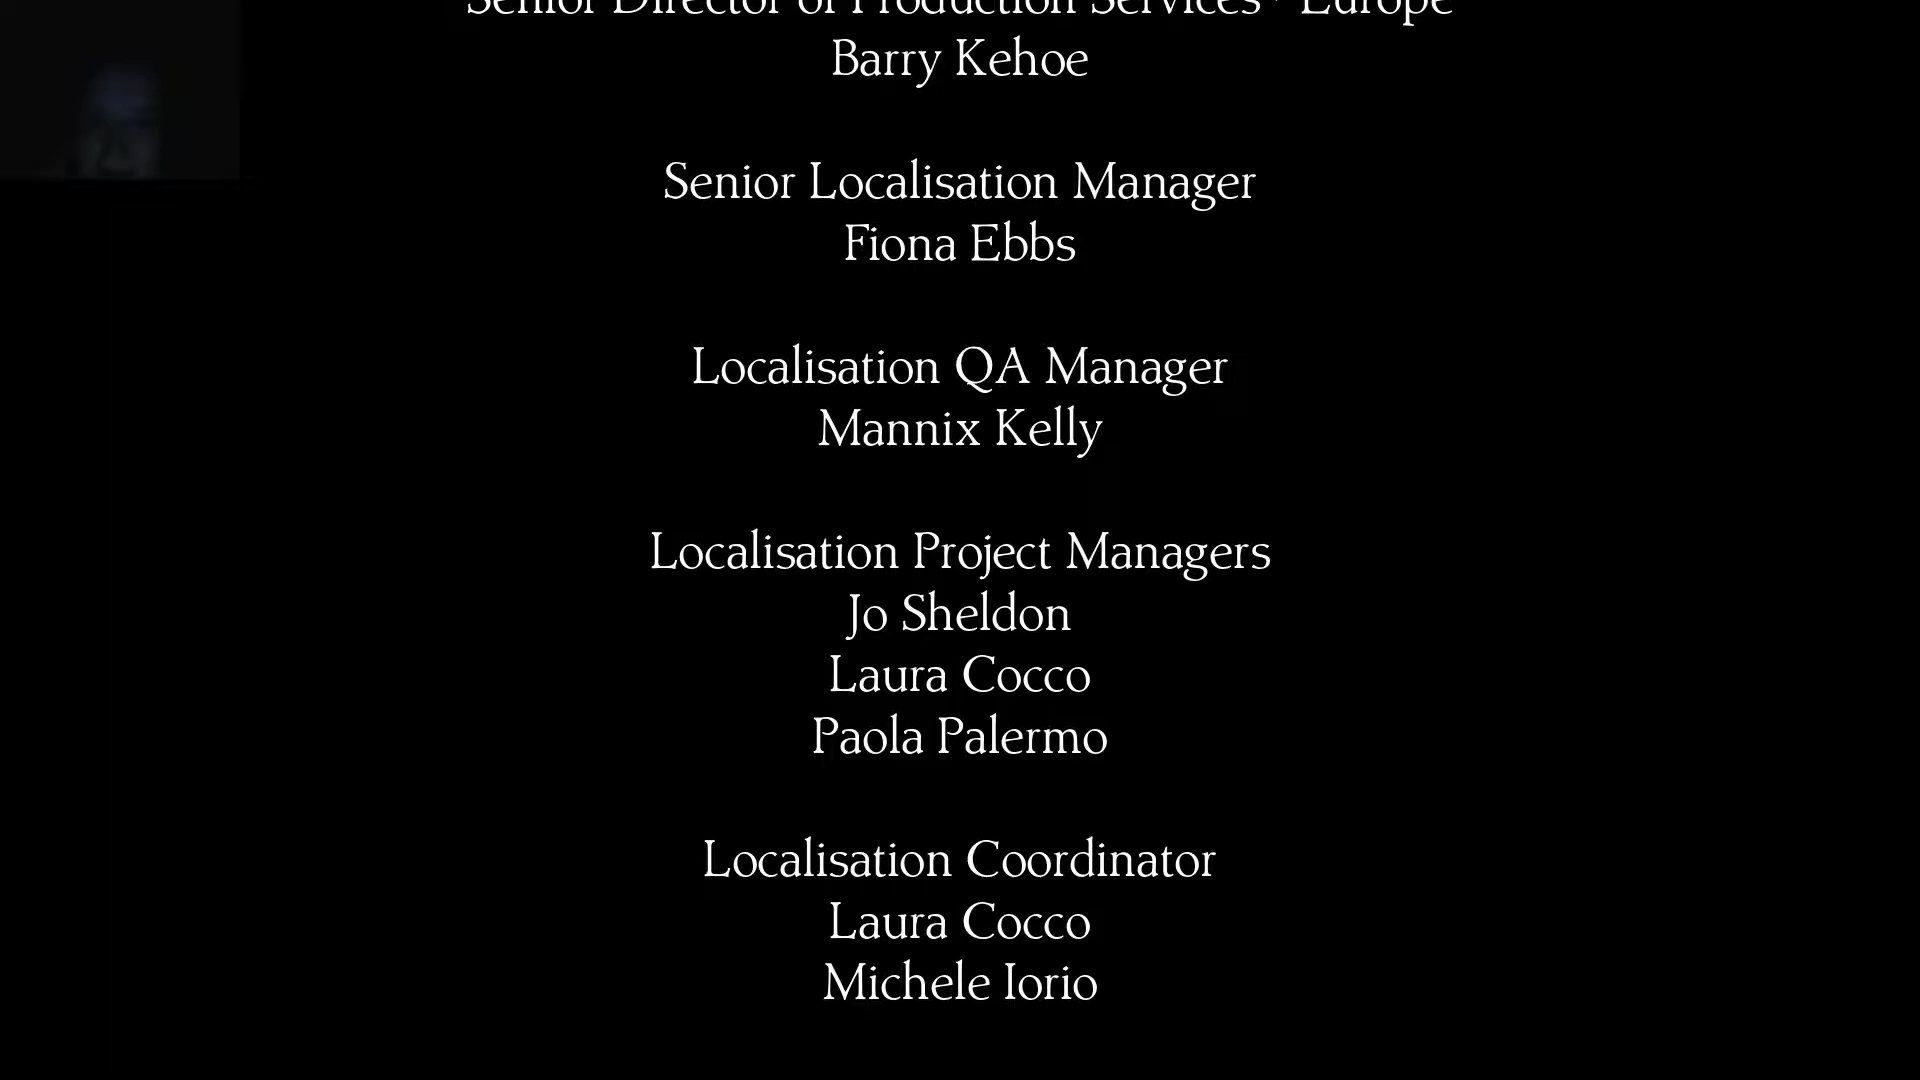 Senior Director of Production Services - Europe
Barry Kehoe
Senior Localisation Manager
Fiona Ebbs
Localisation QA Manager
Mannix Kelly
Localisation Project Managers
Jo Sheldon
Laura Cocco
Paola Palermo
Localisation Coordinator
Laura Cocco
Michele Iorio